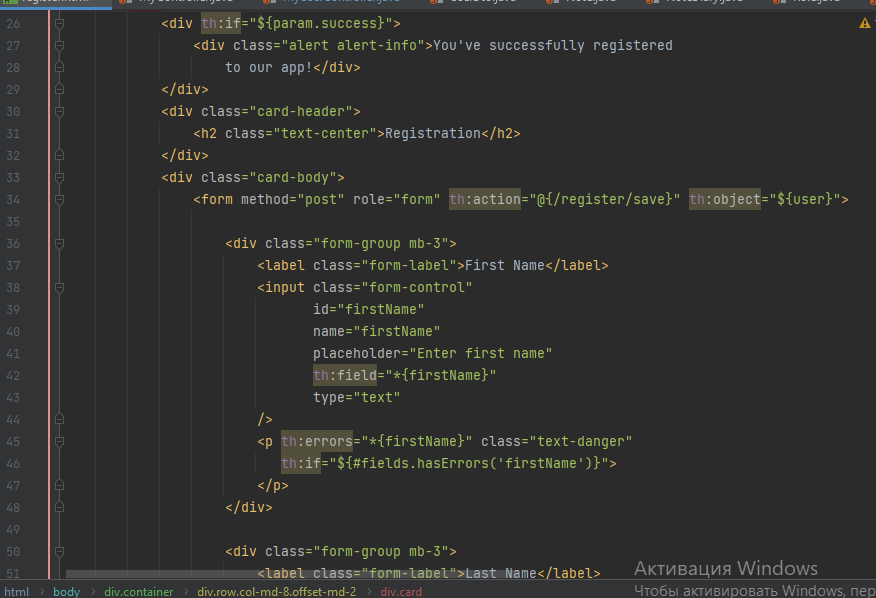 26 <div th:if="${param.success}">
27 <div class="alert alert-info">You've successfully registered
28 to our app!</div>
29 </div>
30 <div class="card-header">
31 <h2 class="text-center">Registration</h2>
32 </div>
33 <div class="card-body">
34 <form method="post" role="form" th:action="@{/register/save}" th:object="${user}">
35
36 <div class="form-group mb-3">
37 <label class="form-label">First Name</label>
38 <input class="form-control"
39 id="firstName"
40 name="firstName"
41 placeholder="Enter first name"
42 th:field="*{firstName}"
43 type="text"
44 />
45 <p th:errors="*{firstName}" class="text-danger"
46 th:if="${#fields.hasErrors('firstName')}">
47 </p>
48 </div>
49
50 <div class="form-group mb-3">
51 <label class="form-label">Last Name</label>
Активация Windows
Чтобы активировать Windows, пер
html body div.container div.row.col-md-8.offset-md-2 div.card